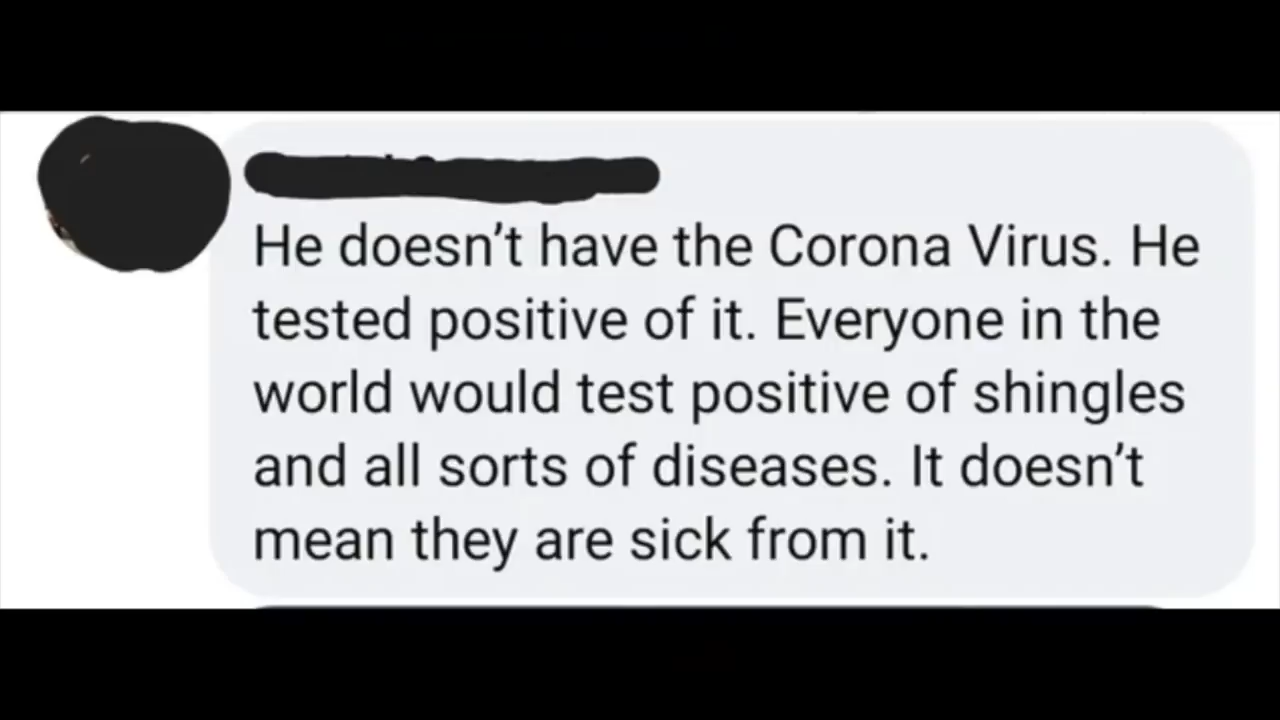 He doesn’t have the Corona Virus. He
tested positive of it. Everyone in the
world would test positive of shingles
and all sorts of diseases. It doesn’t
mean they are sick from it.